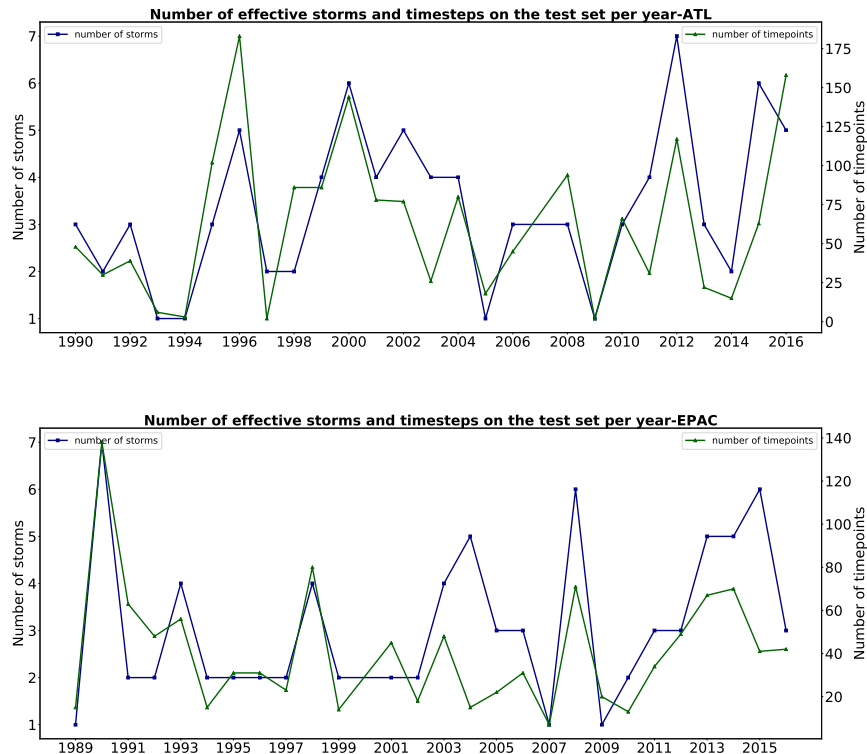 Number of effective storms and timesteps on the test set per year-ATL
number of storms
number of timepoints
Number of storms
7
6
5
4
3
2
1
175
150
125
100
75
50
25
0
Number of timepoints
1990 1992 1994 1996 1998 2000 2002 2004 2006 2008 2010 2012 2014 2016
Number of effective storms and timesteps on the test set per year-EPAC
number of storms
number of timepoints
Number of storms
7
6
5
4
3
2
1
140
120
100
80
60
40
20
Number of timepoints
1989 1991 1993 1995 1997 1999 2001 2003 2005 2007 2009 2011 2013 2015